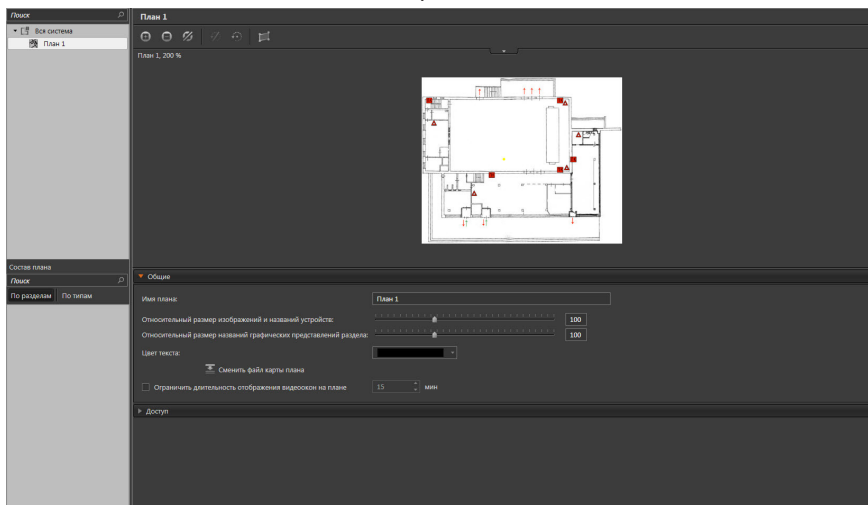 Поиск
План 1
Вся система
План 1
План 1, 200 %
Состав плана
Поиск
По разделам По типам
Общие
Имя плана: План 1
Относительный размер изображений и названий устройств: 100
Относительный размер названий графических представлений раздела: 100
Цвет текста:
Сменить файл карты плана
Ограничить длительность отображения видеоокон на плане 15 мин
Доступ